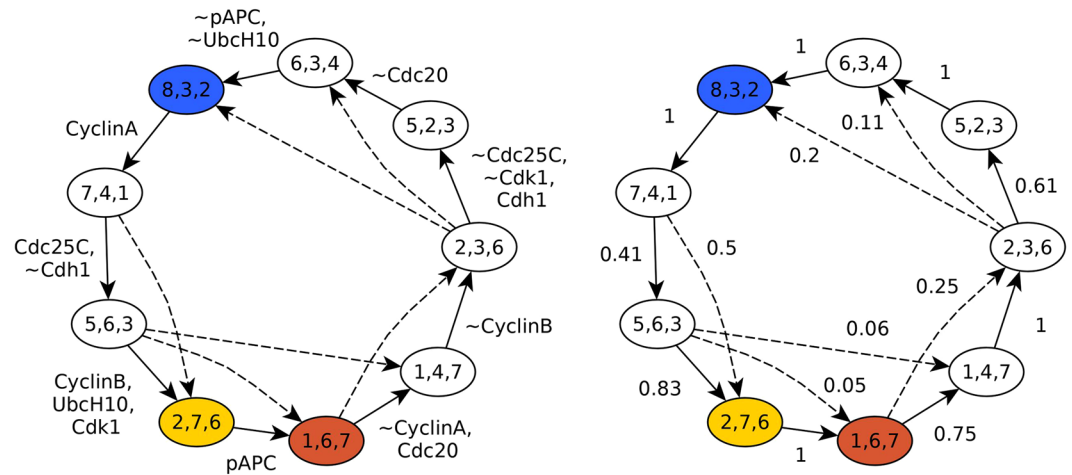 ~pAPC,
~UbcH10
6,3,4
~Cdc20
8,3,2
CyclinA
5,2,3
~Cdc25C,
~Cdk1,
Cdh1
7,4,1
Cdc25C,
~Cdh1
2,3,6
5,6,3
~CyclinB
CyclinB,
UbcH10,
Cdk1
1,4,7
2,7,6
1,6,7
~CyclinA,
Cdc20
pAPC
1
6,3,4
1
8,3,2
1
0.11
5,2,3
0.2
0.61
7,4,1
0.41
0.5
2,3,6
0.25
5,6,3
0.06
1
0.83
0.05
1,4,7
2,7,6
1,6,7
0.75
1